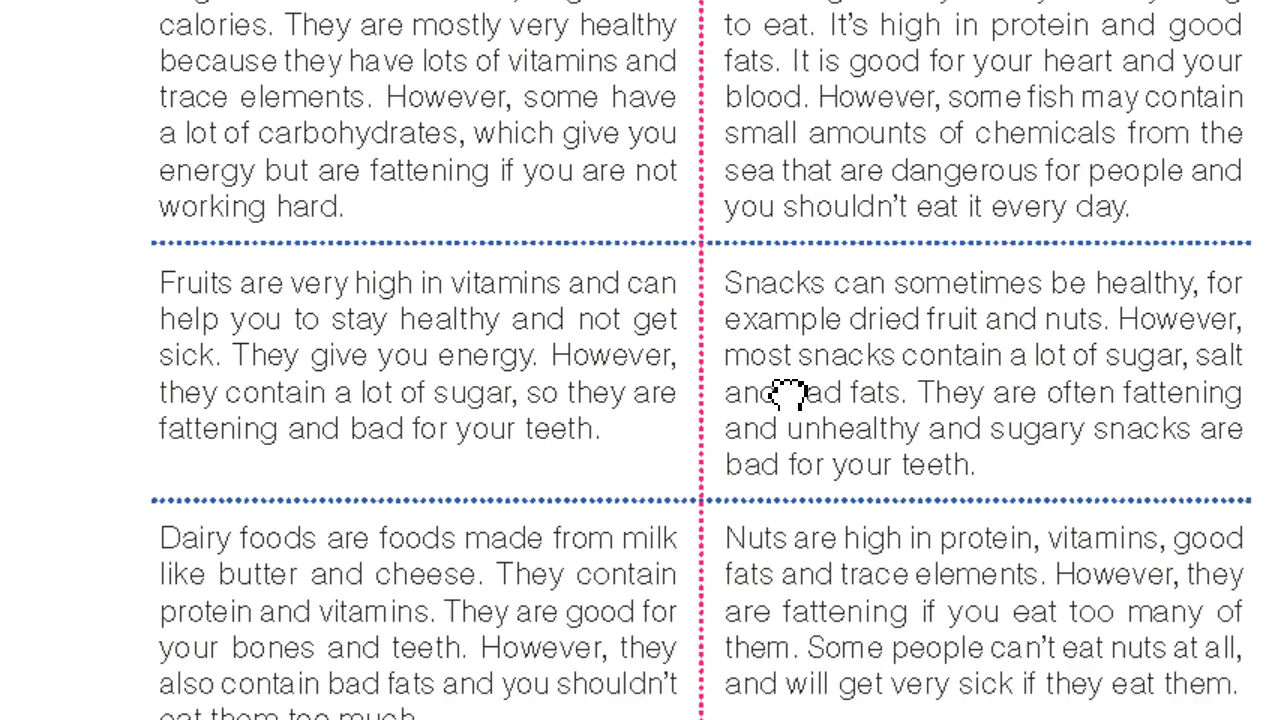 calories. They are mostly very healthy
because they have lots of vitamins and
trace elements. However, some have
a lot of carbohydrates, which give you
energy but are fattening if you are not
working hard.
to eat. It's high in protein and good
fats. It is good for your heart and your
blood. However, some fish may contain
small amounts of chemicals from the
sea that are dangerous for people and
you shouldn't eat it every day.
Fruits are very high in vitamins and can
help you to stay healthy and not get
sick. They give you energy. However,
they contain a lot of sugar, so they are
fattening and bad for your teeth.
Snacks can sometimes be healthy, for
example dried fruit and nuts. However,
most snacks contain a lot of sugar, salt
and bad fats. They are often fattening
and unhealthy and sugary snacks are
bad for your teeth.
Dairy foods are foods made from milk
like butter and cheese. They contain
protein and vitamins. They are good for
your bones and teeth. However, they
also contain bad fats and you shouldn't
eat them too much.
Nuts are high in protein, vitamins, good
fats and trace elements. However, they
are fattening if you eat too many of
them. Some people can't eat nuts at all,
and will get very sick if they eat them.